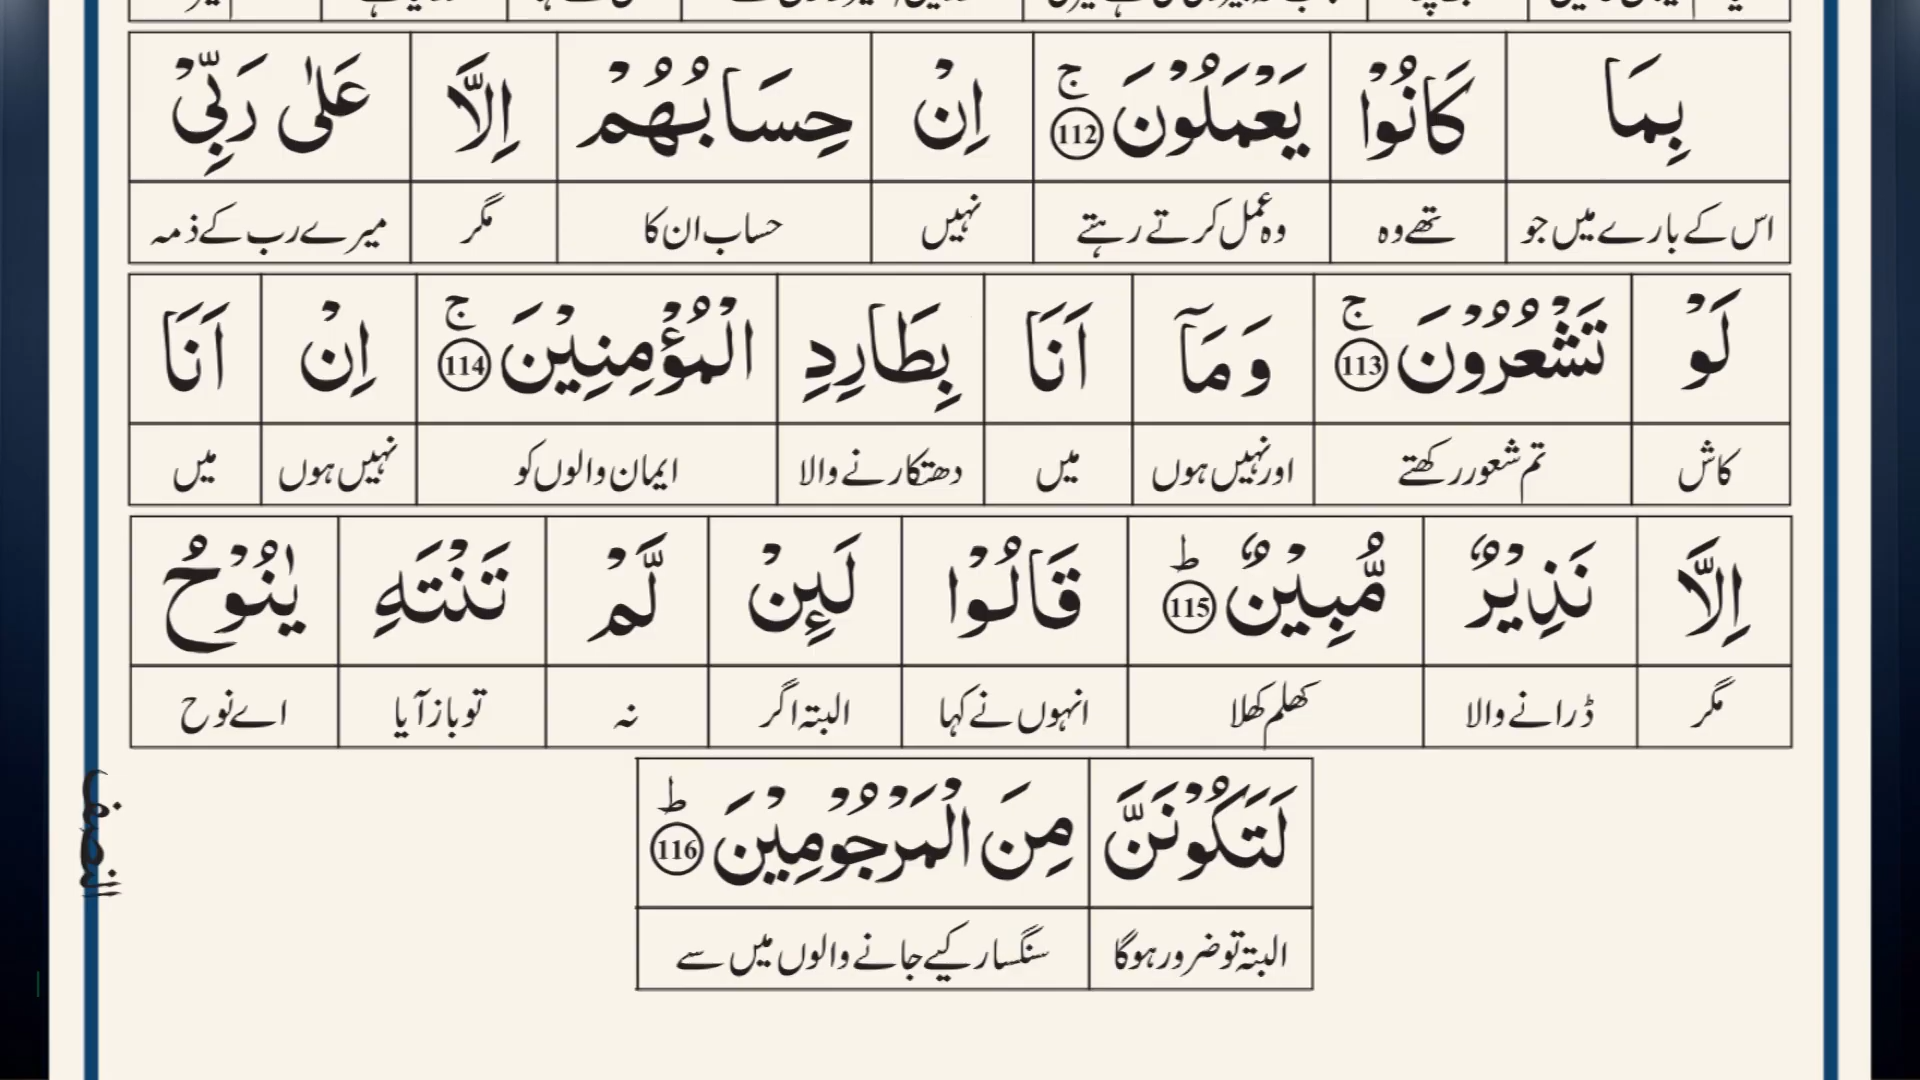 بِمَا كَانُوْا يَعْمَلُوْنَ ج 112 اِنْ حِسَابُهُمْ اِلَّا عَلٰى رَبِّيْ
اس کے بارے میں جو تھے وہ وہ عمل کرتے رہتے نہیں حساب ان کا مگر میرے رب کے ذمہ
لَوْ تَشْعُرُوْنَ ج 113 وَمَاۤ اَنَا بِطَارِدِ الْمُؤْمِنِيْنَ ج 114 اِنْ اَنَا
کاش تم شعور رکھتے اور نہیں ہوں میں دھتکارنے والا ایمان والوں کو نہیں ہوں میں
اِلَّا نَذِيْرٌ مُّبِيْنٌ ط 115 قَالُوْا لَىِٕنْ لَّمْ تَنْتَهِ يٰنُوْحُ
مگر ڈرانے والا کھلم کھلا انہوں نے کہا البتہ اگر نہ تو باز آیا اے نوح
لَتَكُوْنَنَّ مِنَ الْمَرْجُوْمِيْنَ ط 116
البتہ تو ضرور ہوگا سنگسار کیے جانے والوں میں سے
النصف